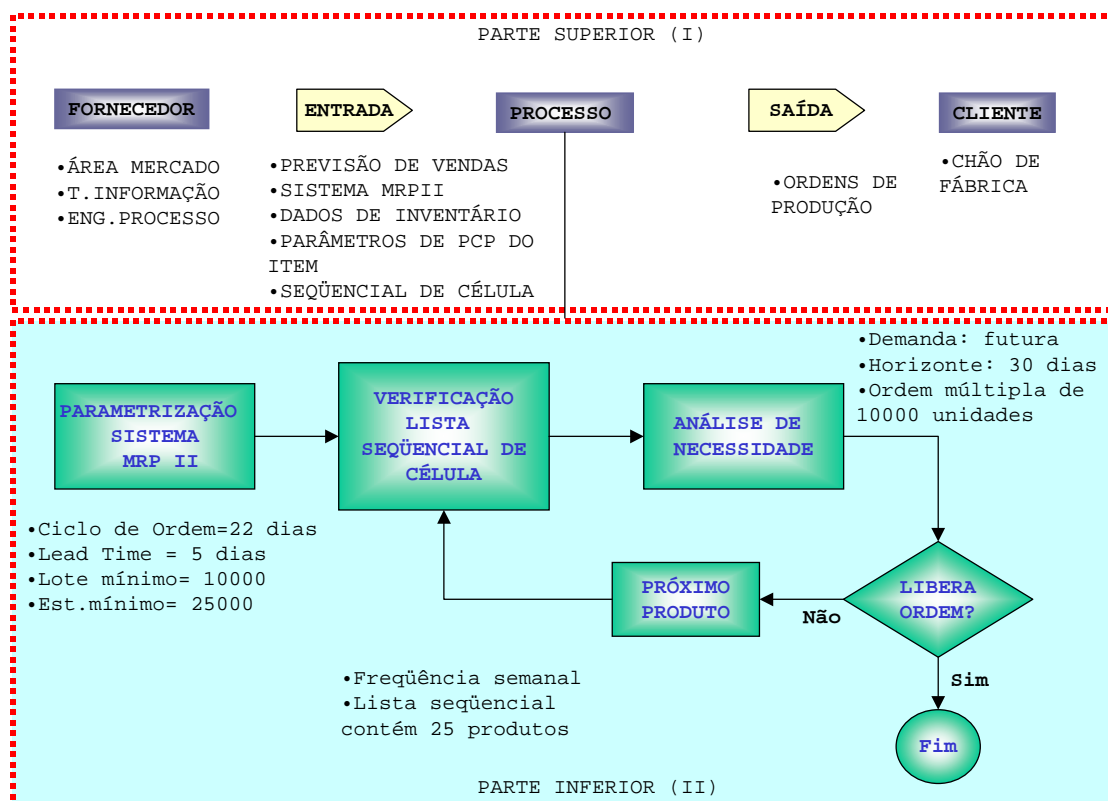 PARTE SUPERIOR (I)
FORNECEDOR
ENTRADA
PROCESSO
SAÍDA
CLIENTE
•ÁREA MERCADO
•T.INFORMAÇÃO
•ENG.PROCESSO
•PREVISÃO DE VENDAS
•SISTEMA MRPII
•DADOS DE INVENTÁRIO
•PARÂMETROS DE PCP DO
ITEM
•SEQÜENCIAL DE CÉLULA
•ORDENS DE
PRODUÇÃO
•CHÃO DE
FÁBRICA
•Demanda: futura
•Horizonte: 30 dias
•Ordem múltipla de
10000 unidades
PARAMETRIZAÇÃO
SISTEMA
MRP II
VERIFICAÇÃO
LISTA
SEQÜENCIAL DE
CÉLULA
ANÁLISE DE
NECESSIDADE
•Ciclo de Ordem=22 dias
•Lead Time = 5 dias
•Lote mínimo= 10000
•Est.mínimo= 25000
PRÓXIMO
PRODUTO
Não
LIBERA
ORDEM?
Sim
•Freqüência semanal
•Lista seqüencial
contém 25 produtos
Fim
PARTE INFERIOR (II)